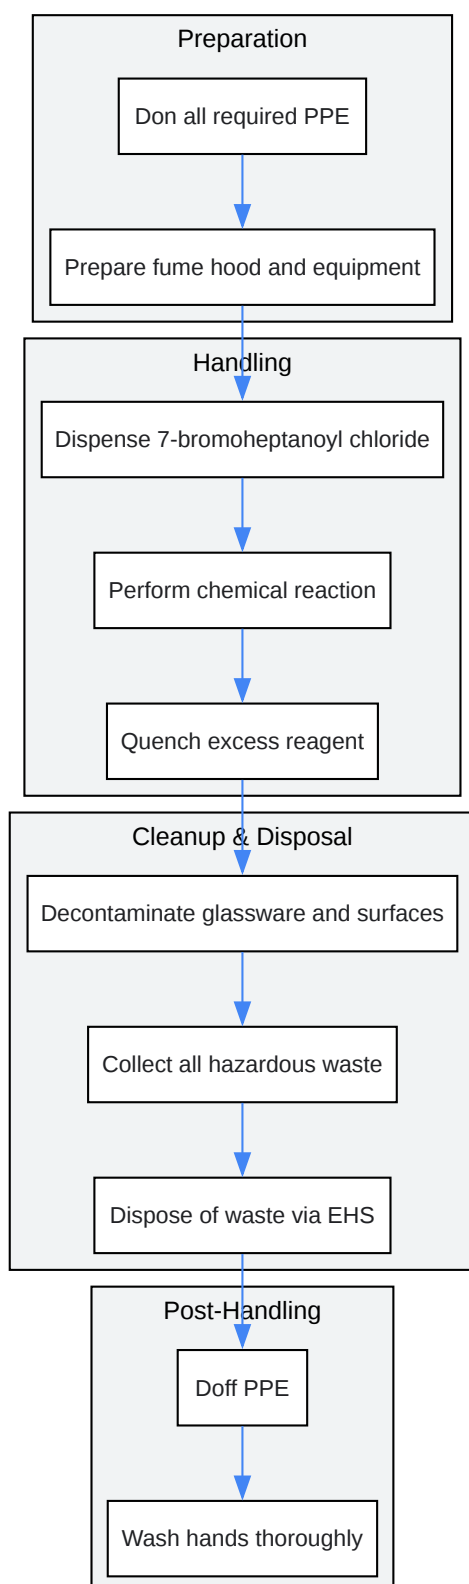 Preparation
Don all required PPE
Prepare fume hood and equipment
Handling
Dispense 7-bromoheptanoyl chloride
Perform chemical reaction
Quench excess reagent
Cleanup & Disposal
Decontaminate glassware and surfaces
Collect all hazardous waste
Dispose of waste via EHS
Post-Handling
Doff PPE
Wash hands thoroughly